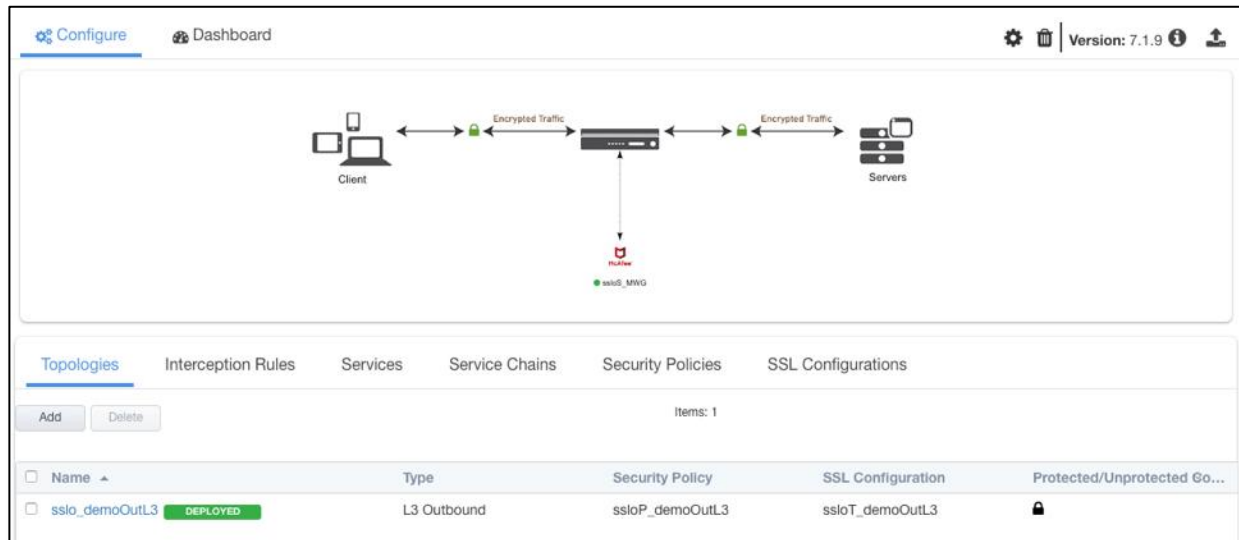 Configure Dashboard Version: 7.1.9
Encrypted Traffic Encrypted Traffic
Client Servers
McAfee
ssloS_MWG
Topologies Interception Rules Services Service Chains Security Policies SSL Configurations
Add Delete Items: 1
Name Type Security Policy SSL Configuration Protected/Unprotected Co...
sslo_demoOutL3 DEPLOYED L3 Outbound ssloP_demoOutL3 ssloT_demoOutL3